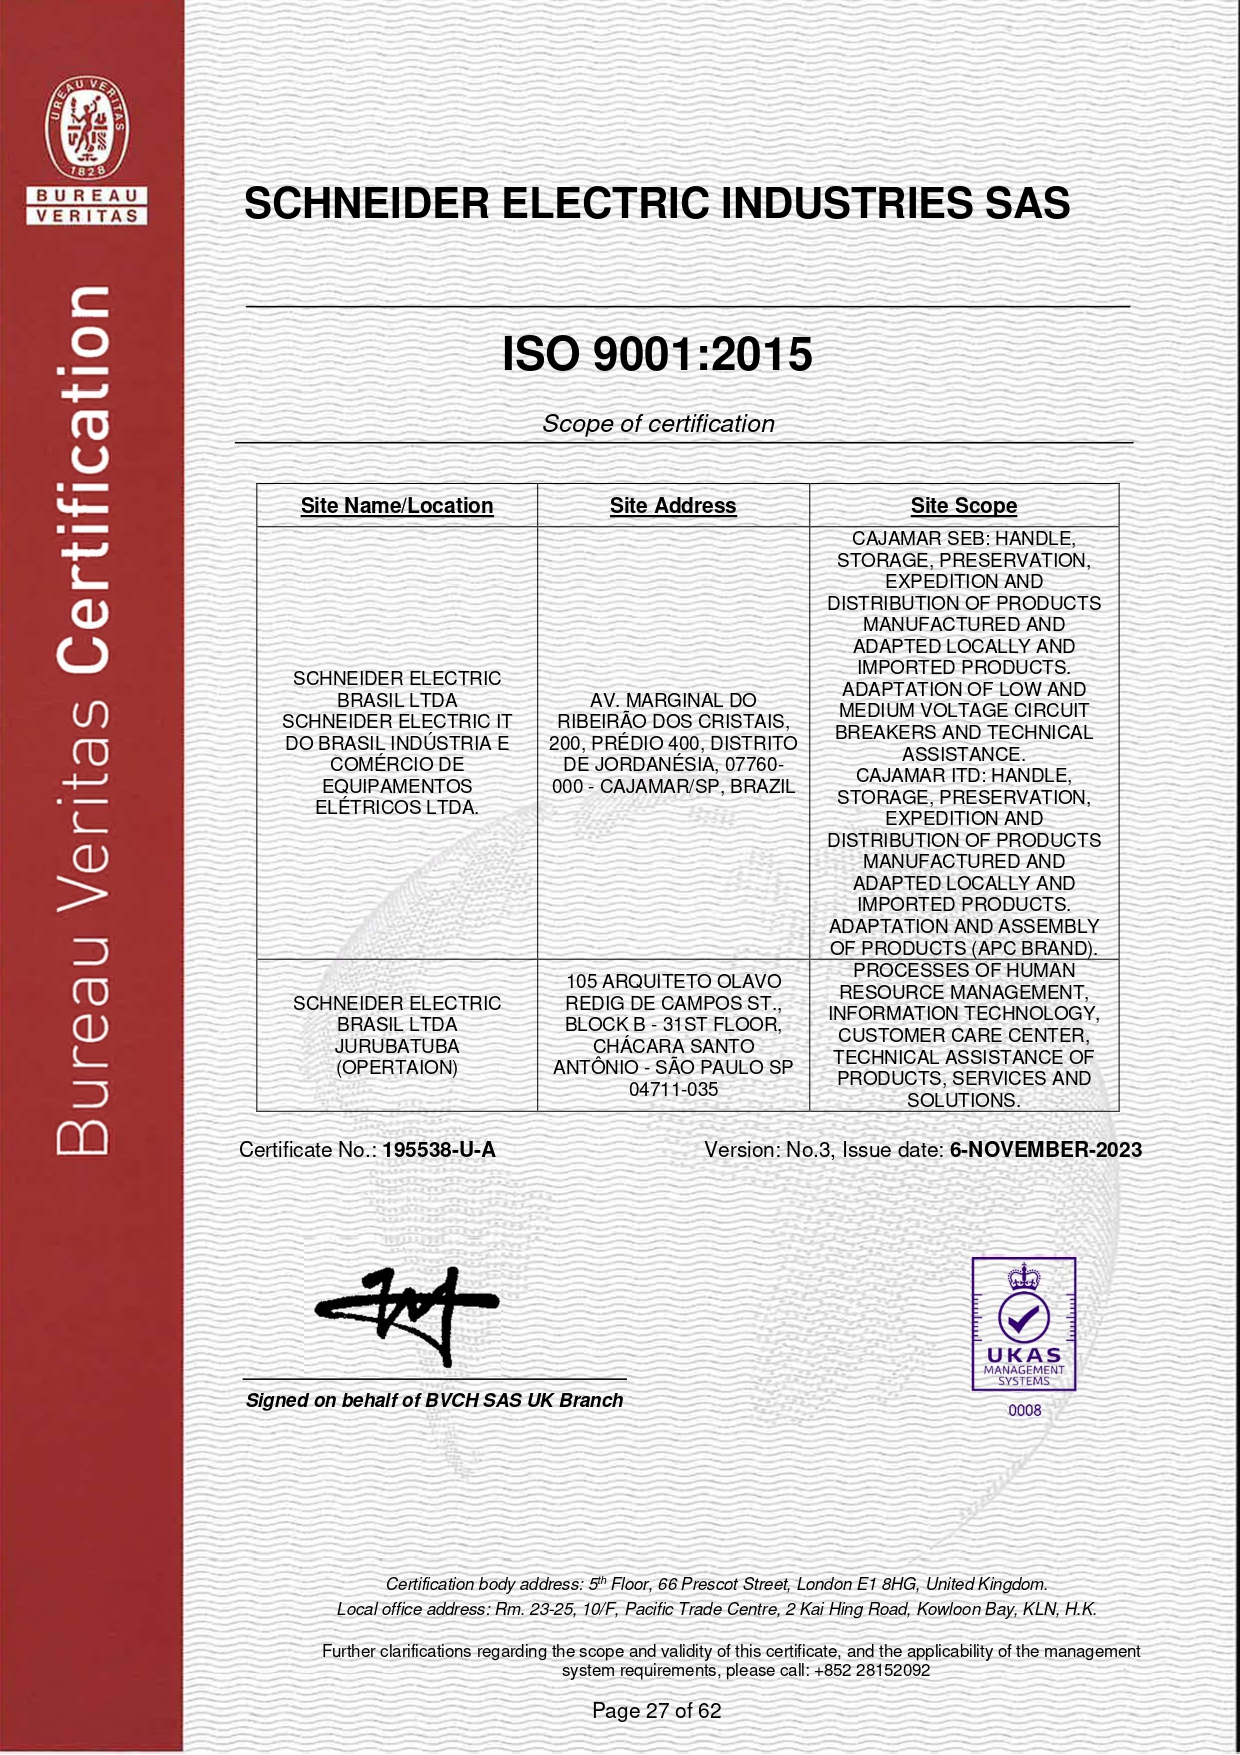 BUREAU VERITAS
1828
BUREAU
VERITAS
Bureau Veritas Certification
SCHNEIDER ELECTRIC INDUSTRIES SAS
ISO 9001:2015
Scope of certification
Site Name/Location
Site Address
Site Scope
SCHNEIDER ELECTRIC
BRASIL LTDA
SCHNEIDER ELECTRIC IT
DO BRASIL INDÚSTRIA E
COMÉRCIO DE
EQUIPAMENTOS
ELÉTRICOS LTDA.
AV. MARGINAL DO
RIBEIRÃO DOS CRISTAIS,
200, PRÉDIO 400, DISTRITO
DE JORDANÉSIA, 07760-
000 - CAJAMAR/SP, BRAZIL
CAJAMAR SEB: HANDLE,
STORAGE, PRESERVATION,
EXPEDITION AND
DISTRIBUTION OF PRODUCTS
MANUFACTURED AND
ADAPTED LOCALLY AND
IMPORTED PRODUCTS.
ADAPTATION OF LOW AND
MEDIUM VOLTAGE CIRCUIT
BREAKERS AND TECHNICAL
ASSISTANCE.
CAJAMAR ITD: HANDLE,
STORAGE, PRESERVATION,
EXPEDITION AND
DISTRIBUTION OF PRODUCTS
MANUFACTURED AND
ADAPTED LOCALLY AND
IMPORTED PRODUCTS.
ADAPTATION AND ASSEMBLY
OF PRODUCTS (APC BRAND).
SCHNEIDER ELECTRIC
BRASIL LTDA
JURUBATUBA
(OPERTAION)
105 ARQUITETO OLAVO
REDIG DE CAMPOS ST.,
BLOCK B - 31ST FLOOR,
CHÁCARA SANTO
ANTÔNIO - SÃO PAULO SP
04711-035
PROCESSES OF HUMAN
RESOURCE MANAGEMENT,
INFORMATION TECHNOLOGY,
CUSTOMER CARE CENTER,
TECHNICAL ASSISTANCE OF
PRODUCTS, SERVICES AND
SOLUTIONS.
Certificate No.: 195538-U-A
Version: No.3, Issue date: 6-NOVEMBER-2023
Signed on behalf of BVCH SAS UK Branch
UKAS
MANAGEMENT
SYSTEMS
0008
Certification body address: 5th Floor, 66 Prescot Street, London E1 8HG, United Kingdom.
Local office address: Rm. 23-25, 10/F, Pacific Trade Centre, 2 Kai Hing Road, Kowloon Bay, KLN, H.K.
Further clarifications regarding the scope and validity of this certificate, and the applicability of the management
system requirements, please call: +852 28152092
Page 27 of 62